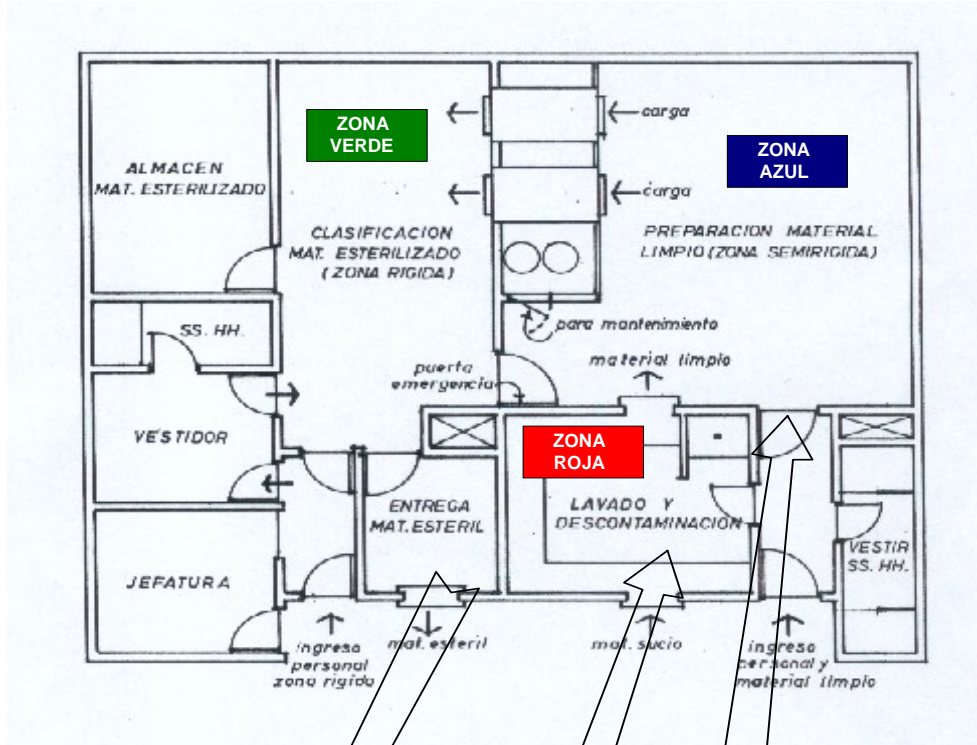 ZONA
VERDE
carga
ZONA
AZUL
ALMACEN
MAT. ESTERILIZADO
carga
CLASIFICACION
MAT. ESTERILIZADO
(ZONA RIGIDA)
PREPARACION MATERIAL
LIMPIO (ZONA SEMIRIGIDA)
SS. HH.
para mantenimiento
puerta
emergencia
material limpio
VESTIDOR
ZONA
ROJA
ENTREGA
MAT. ESTERIL
LAVADO Y
DESCONTAMINACION
JEFATURA
VESTIR
SS. HH.
ingreso
personal
zona rigida
mat. esteril
mat. sucio
ingreso
personal y
material limpio